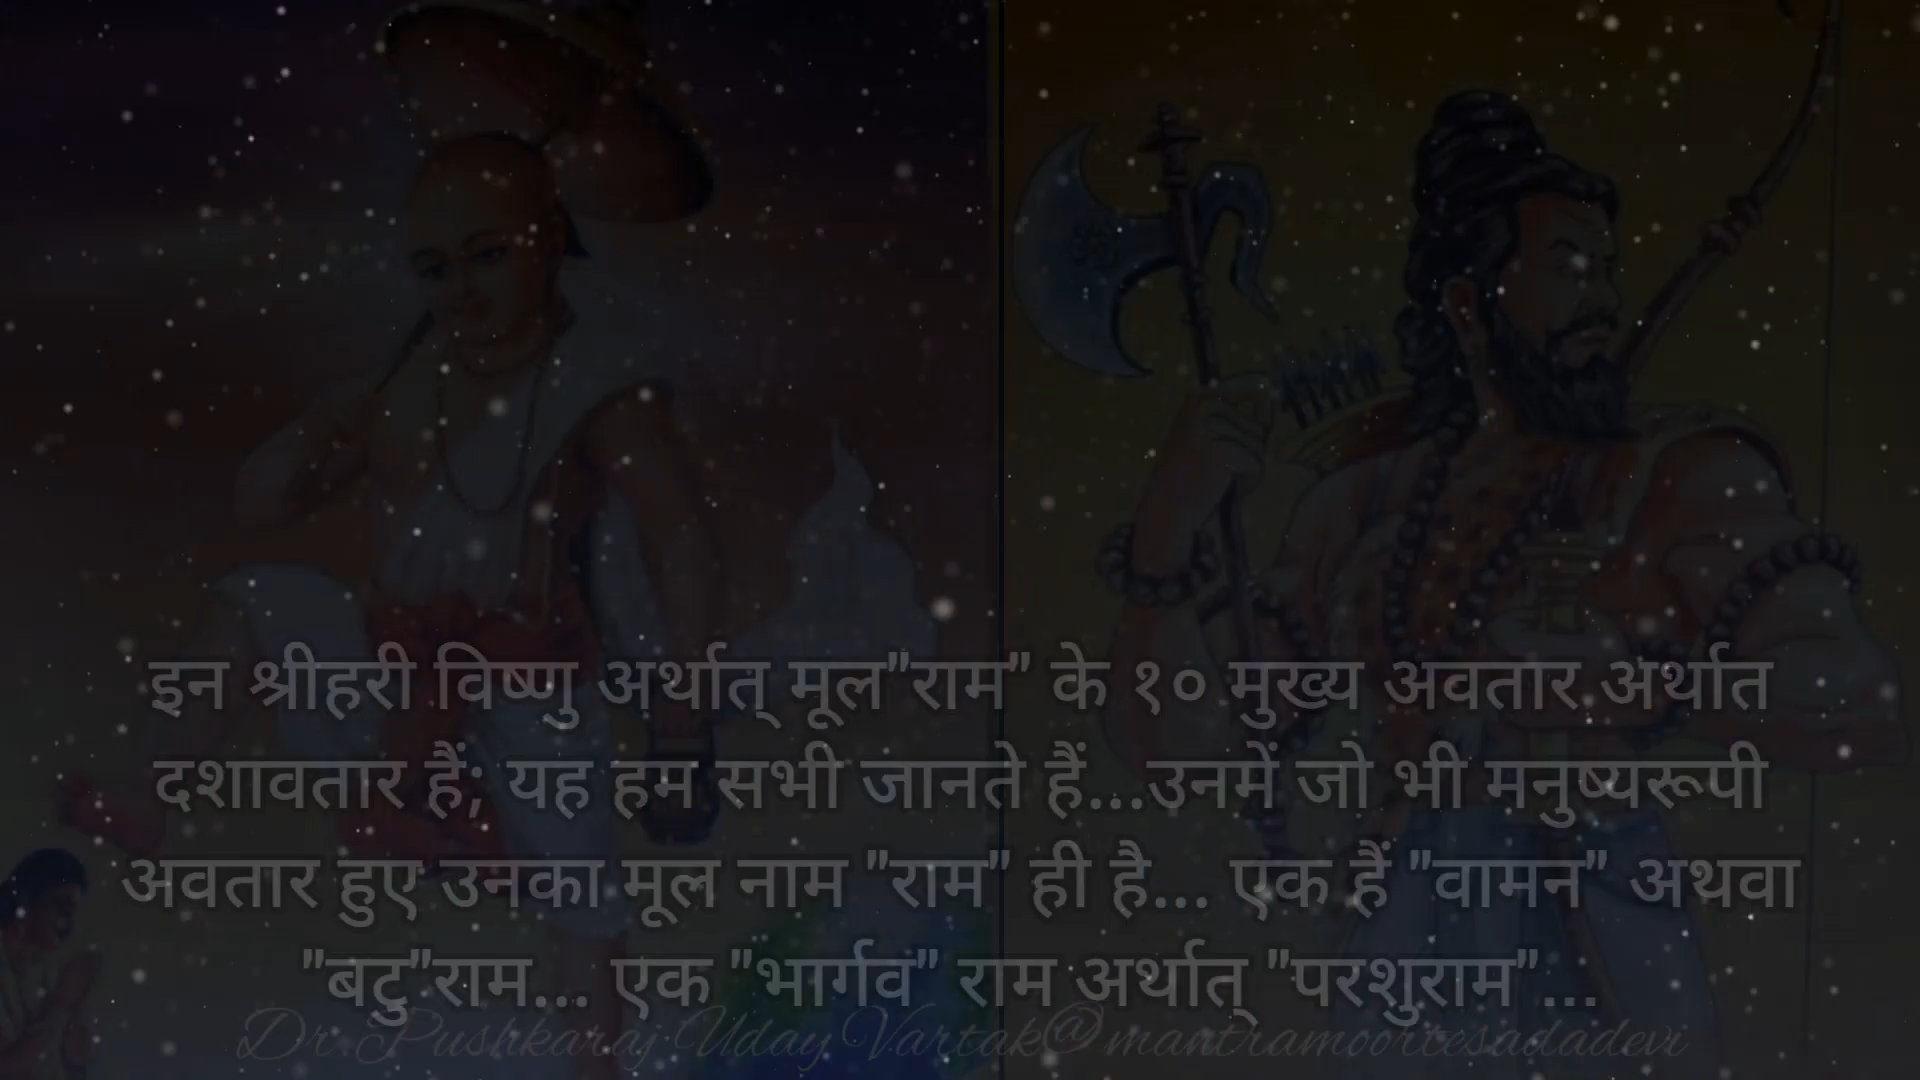 इन श्रीहरी विष्णु अर्थात् मूल"राम" के १० मुख्य अवतार अर्थात
दशावतार हैं; यह हम सभी जानते हैं...उनमें जो भी मनुष्यरूपी
अवतार हुए उनका मूल नाम "राम" ही है... एक हैं "वामन" अथवा
"बटु"राम... एक "भार्गव" राम अर्थात् "परशुराम"...
Dr. Pushkaraj Uday Vartak@mantramoortesadadevi